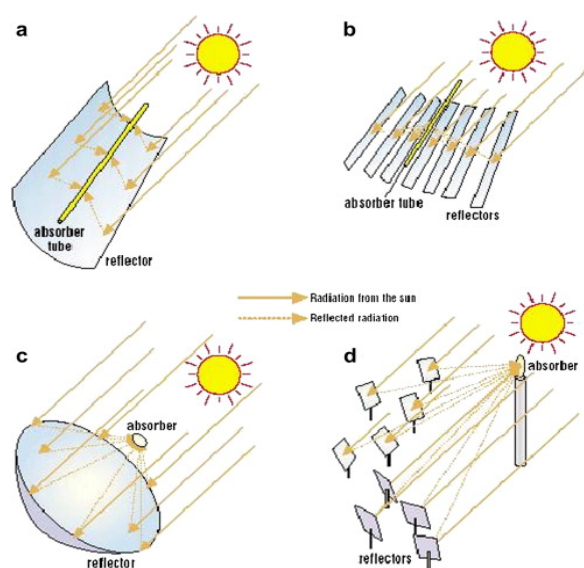 a
b
absorber
tube
reflector
absorber tube
reflectors
Radiation from the sun
Reflected radiation
c
d
absorber
reflector
absorber
reflectors